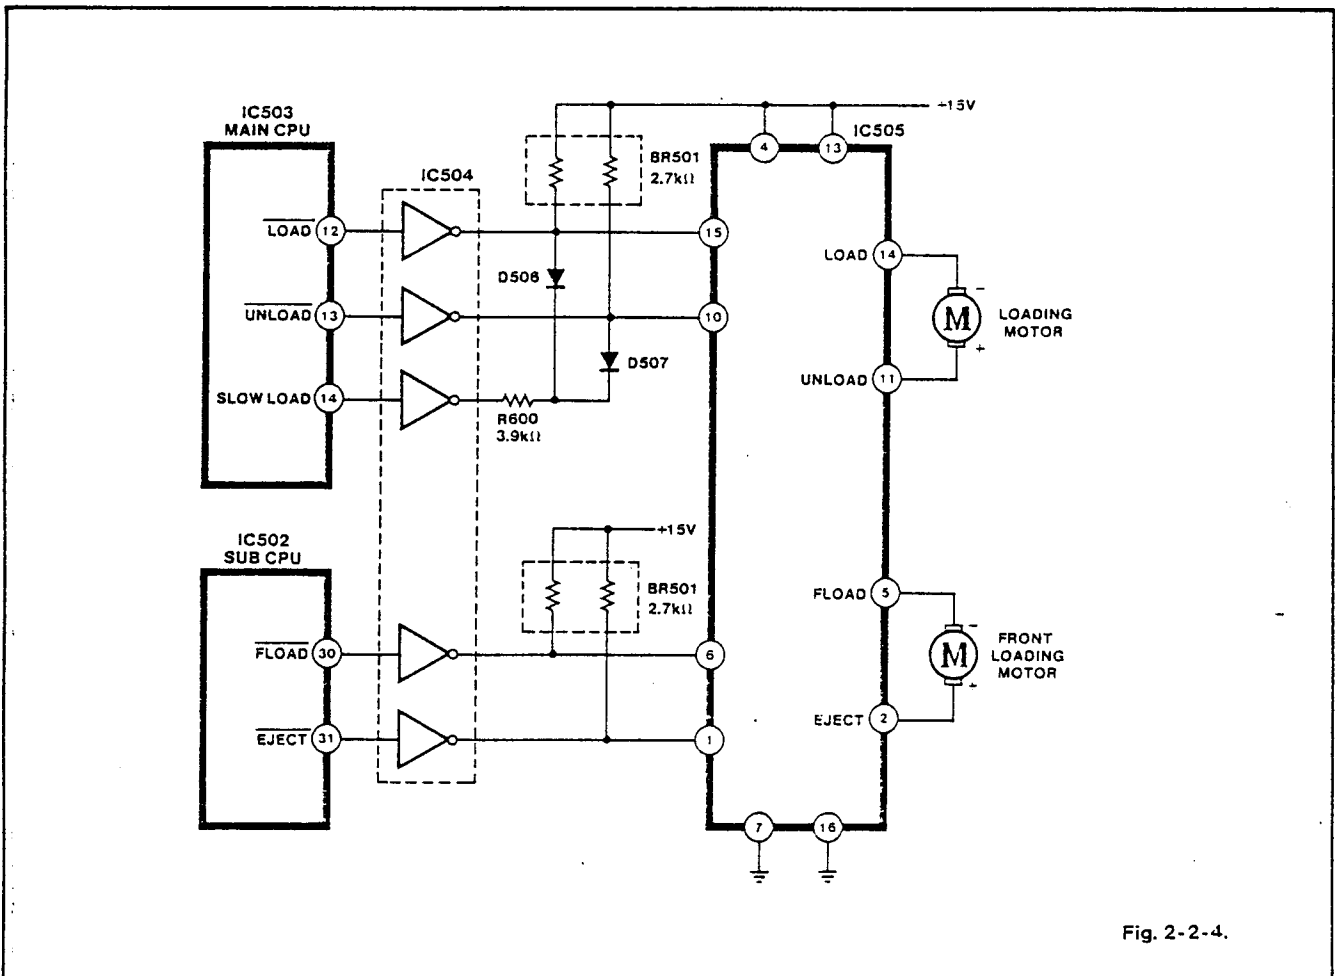 IC503
MAIN CPU
LOAD 12
UNLOAD 13
SLOW LOAD 14
IC504
BR501
2.7kΩ
D506
D507
R600
3.9kΩ
+15V
IC505
4
13
15
10
LOAD 14
UNLOAD 11
M
-
+
LOADING
MOTOR
IC502
SUB CPU
FLOAD 30
EJECT 31
+15V
BR501
2.7kΩ
6
1
FLOAD 5
EJECT 2
M
-
+
FRONT
LOADING
MOTOR
7
16
Fig. 2-2-4.